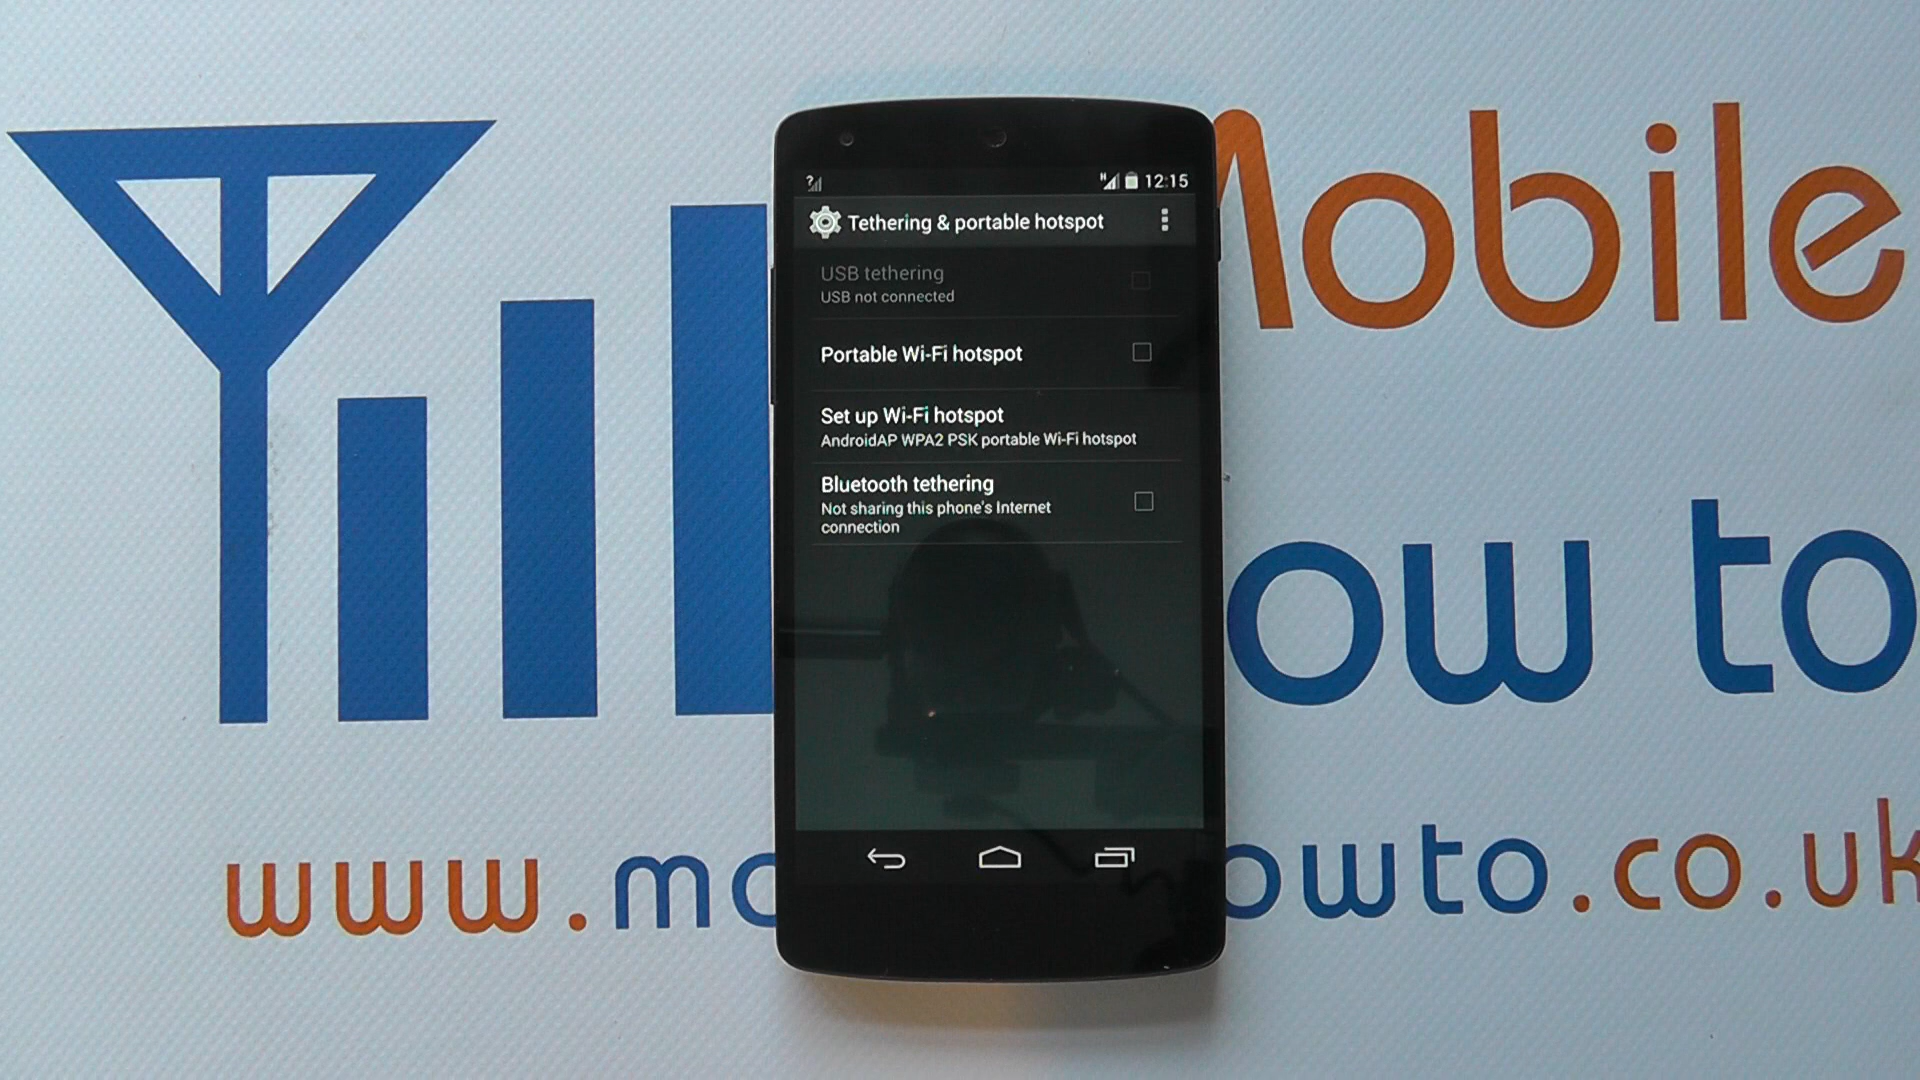 Mobile
12:15
Tethering & portable hotspot
USB tethering
USB not connected
Portable Wi-Fi hotspot
Set up Wi-Fi hotspot
AndroidAP WPA2 PSK portable Wi-Fi hotspot
Bluetooth tethering
Not sharing this phone's Internet
connection
ow to
www.mo owto.co.uk